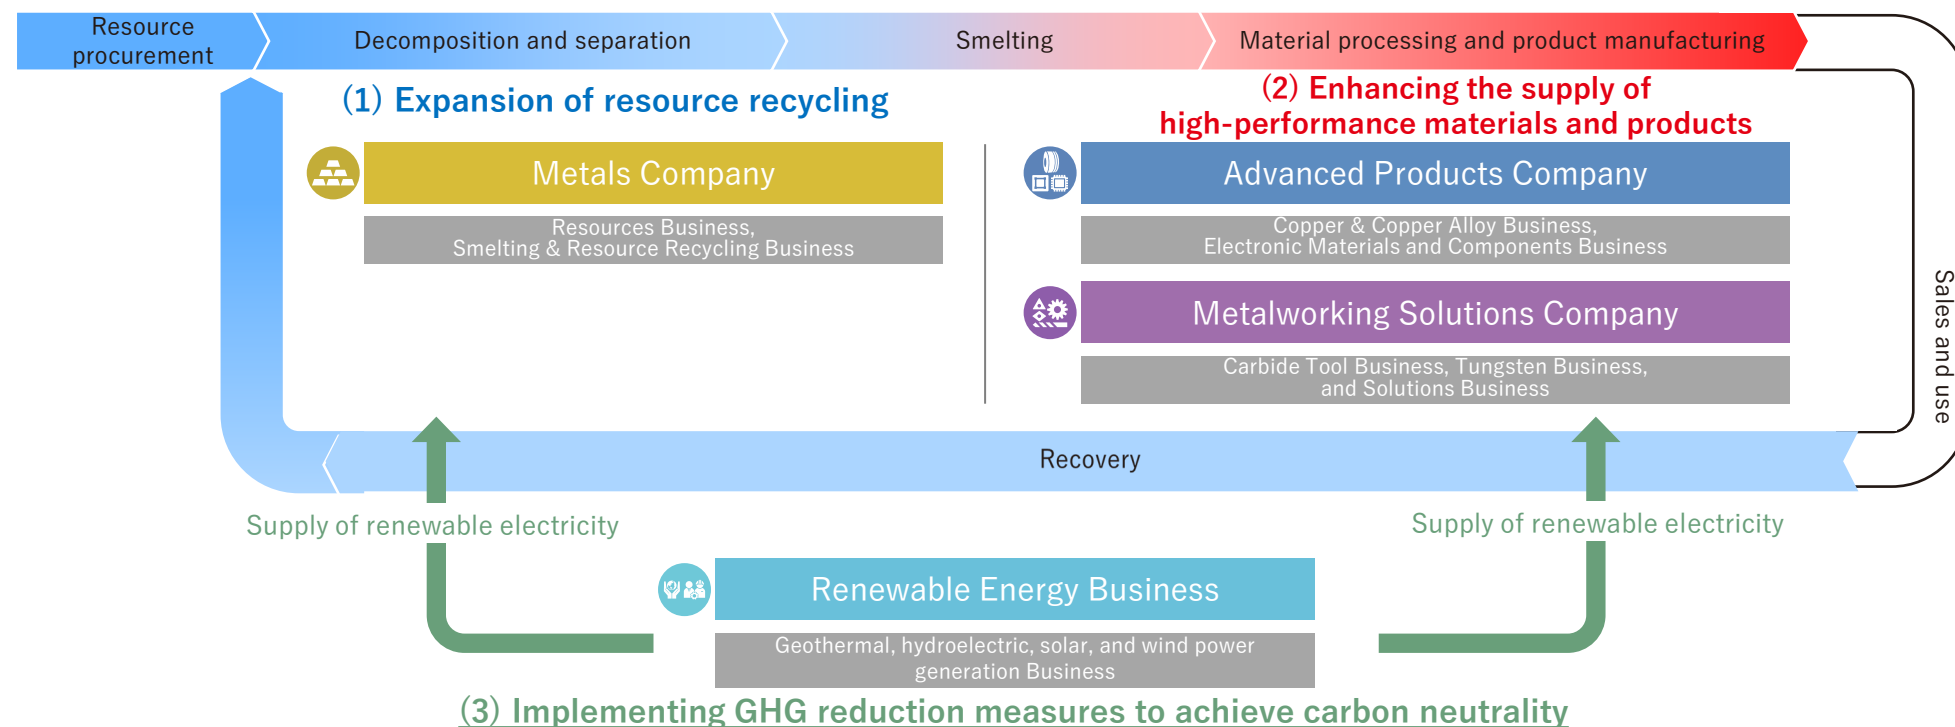 Resource
procurement
Decomposition and separation
Smelting
Material processing and product manufacturing
(1) Expansion of resource recycling
(2) Enhancing the supply of
high-performance materials and products
Metals Company
Resources Business,
Smelting & Resource Recycling Business
Advanced Products Company
Copper & Copper Alloy Business,
Electronic Materials and Components Business
Metalworking Solutions Company
Carbide Tool Business, Tungsten Business,
and Solutions Business
Sales and use
Recovery
Supply of renewable electricity
Supply of renewable electricity
Renewable Energy Business
Geothermal, hydroelectric, solar, and wind power
generation Business
(3) Implementing GHG reduction measures to achieve carbon neutrality